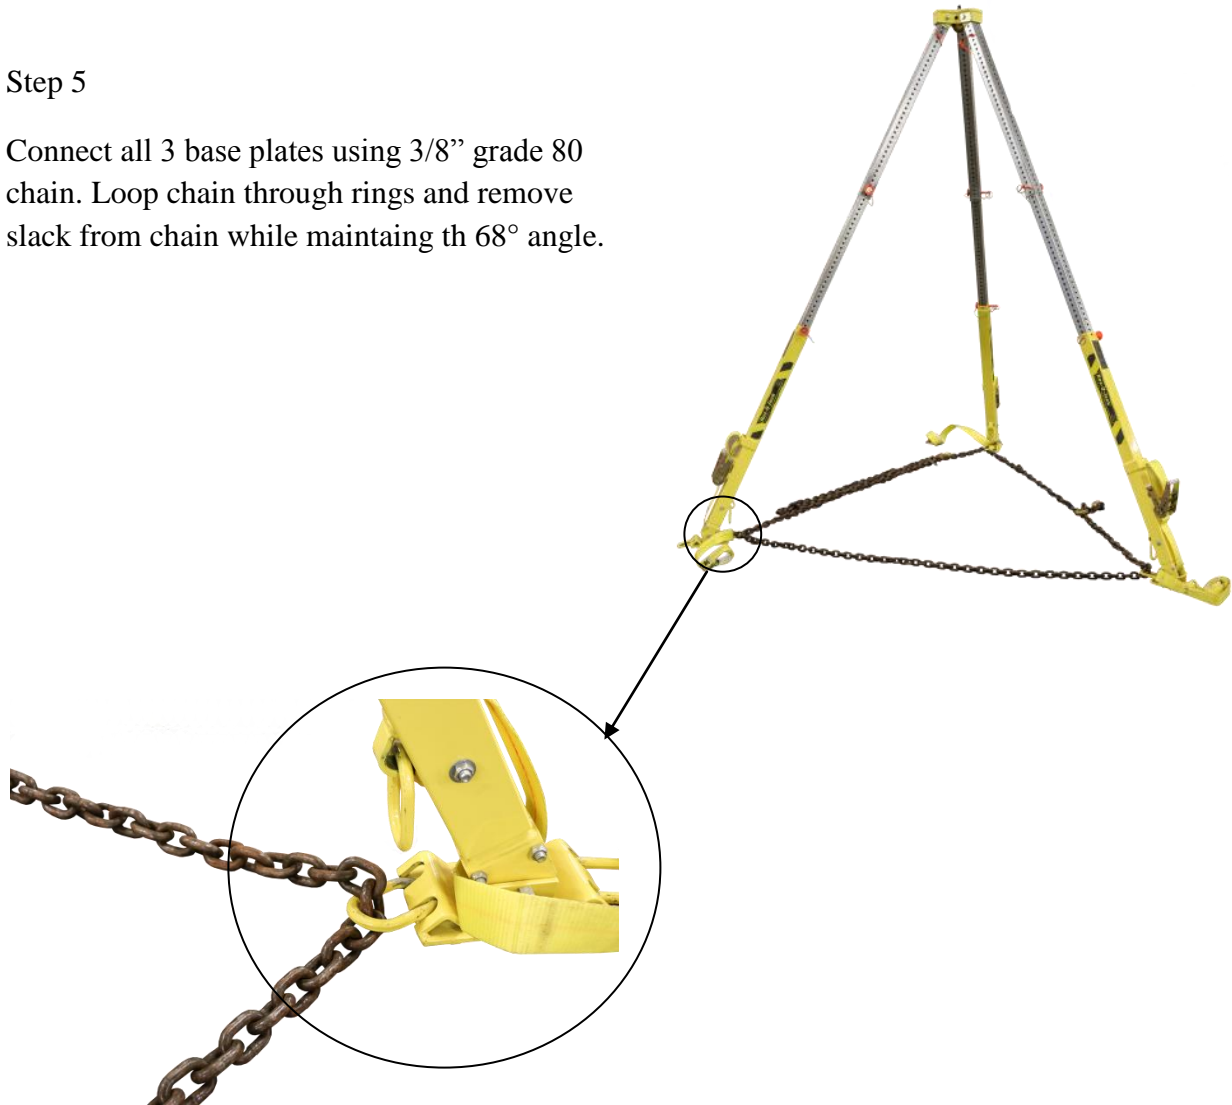 Step 5
Connect all 3 base plates using 3/8” grade 80
chain. Loop chain through rings and remove
slack from chain while maintaing th 68° angle.